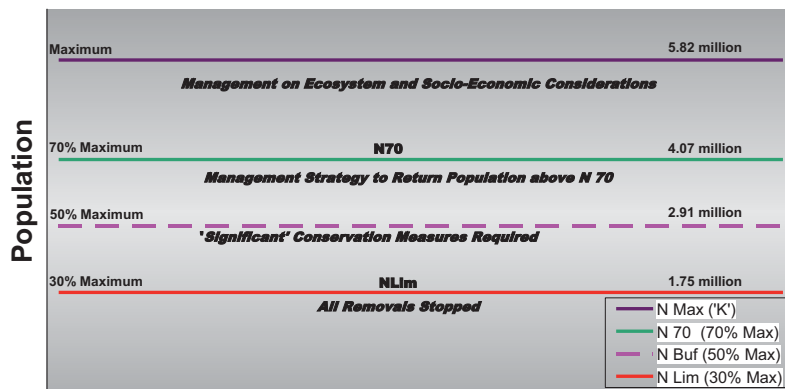 Maximum 5.82 million
Management on Ecosystem and Socio-Economic Considerations
Population
70% Maximum N70 4.07 million
Management Strategy to Return Population above N 70
50% Maximum 2.91 million
'Significant' Conservation Measures Required
30% Maximum NLim 1.75 million
All Removals Stopped
N Max ('K')
N 70 (70% Max)
N Buf (50% Max)
N Lim (30% Max)